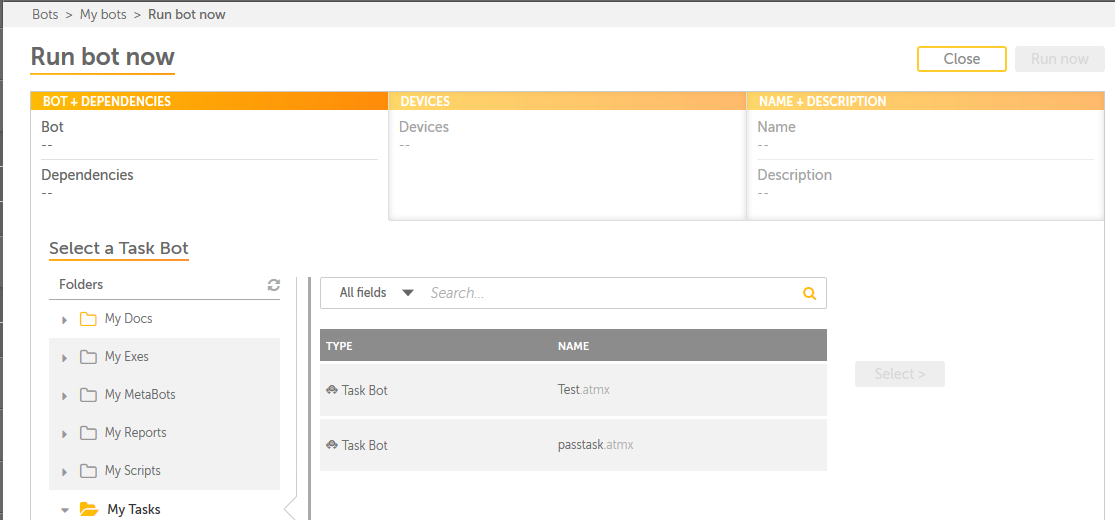 Bots > My bots > Run bot now
Run bot now
Close
Run now
BOT + DEPENDENCIES
DEVICES
NAME + DESCRIPTION
Bot
--
Dependencies
--
Devices
--
Name
--
Description
--
Select a Task Bot
Folders
My Docs
My Exes
My MetaBots
My Reports
My Scripts
My Tasks
All fields
Search...
TYPE NAME
Task Bot Test.atmx
Task Bot passtask.atmx
Select >